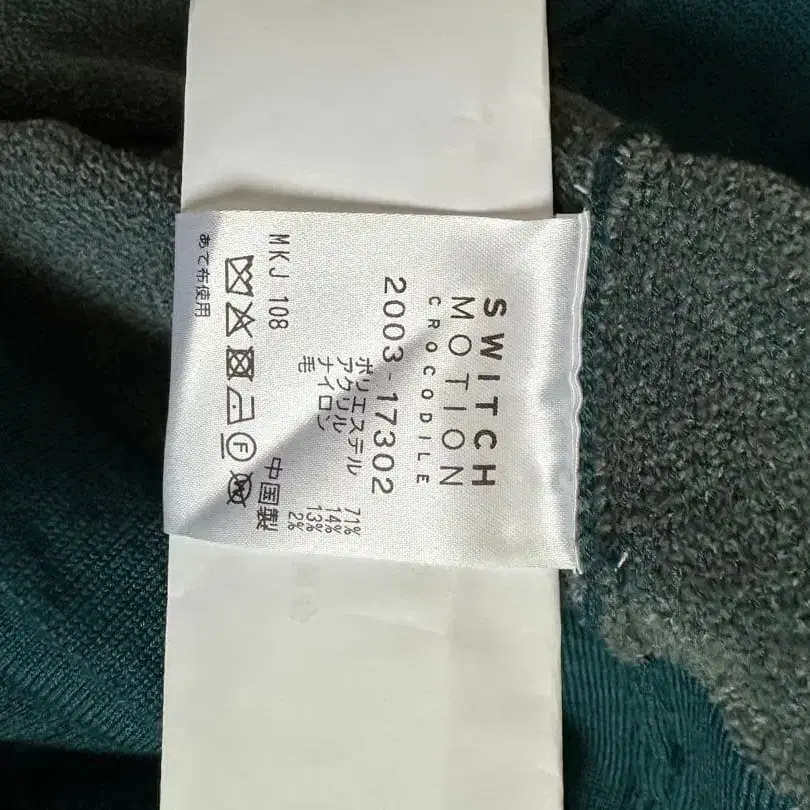 SWITCH
MOTION
CROCODILE
2003-17302
ポリエステル 71%
アクリル 14%
ナイロン 13%
毛 2%
中国製
MKJ 108
F
W
あて布使用